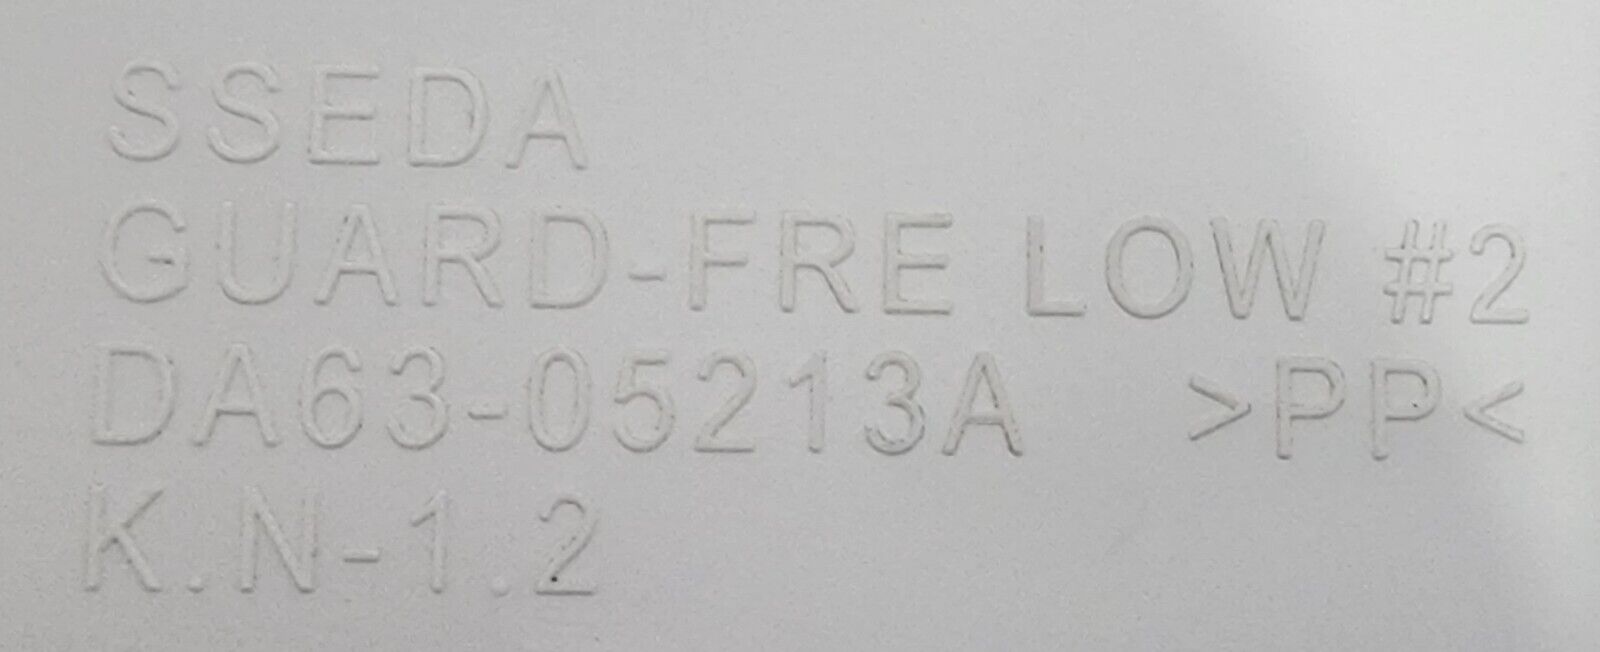 SSEDA
GUARD-FRE LOW #2
DA63-05213A >PP<
K.N-1.2